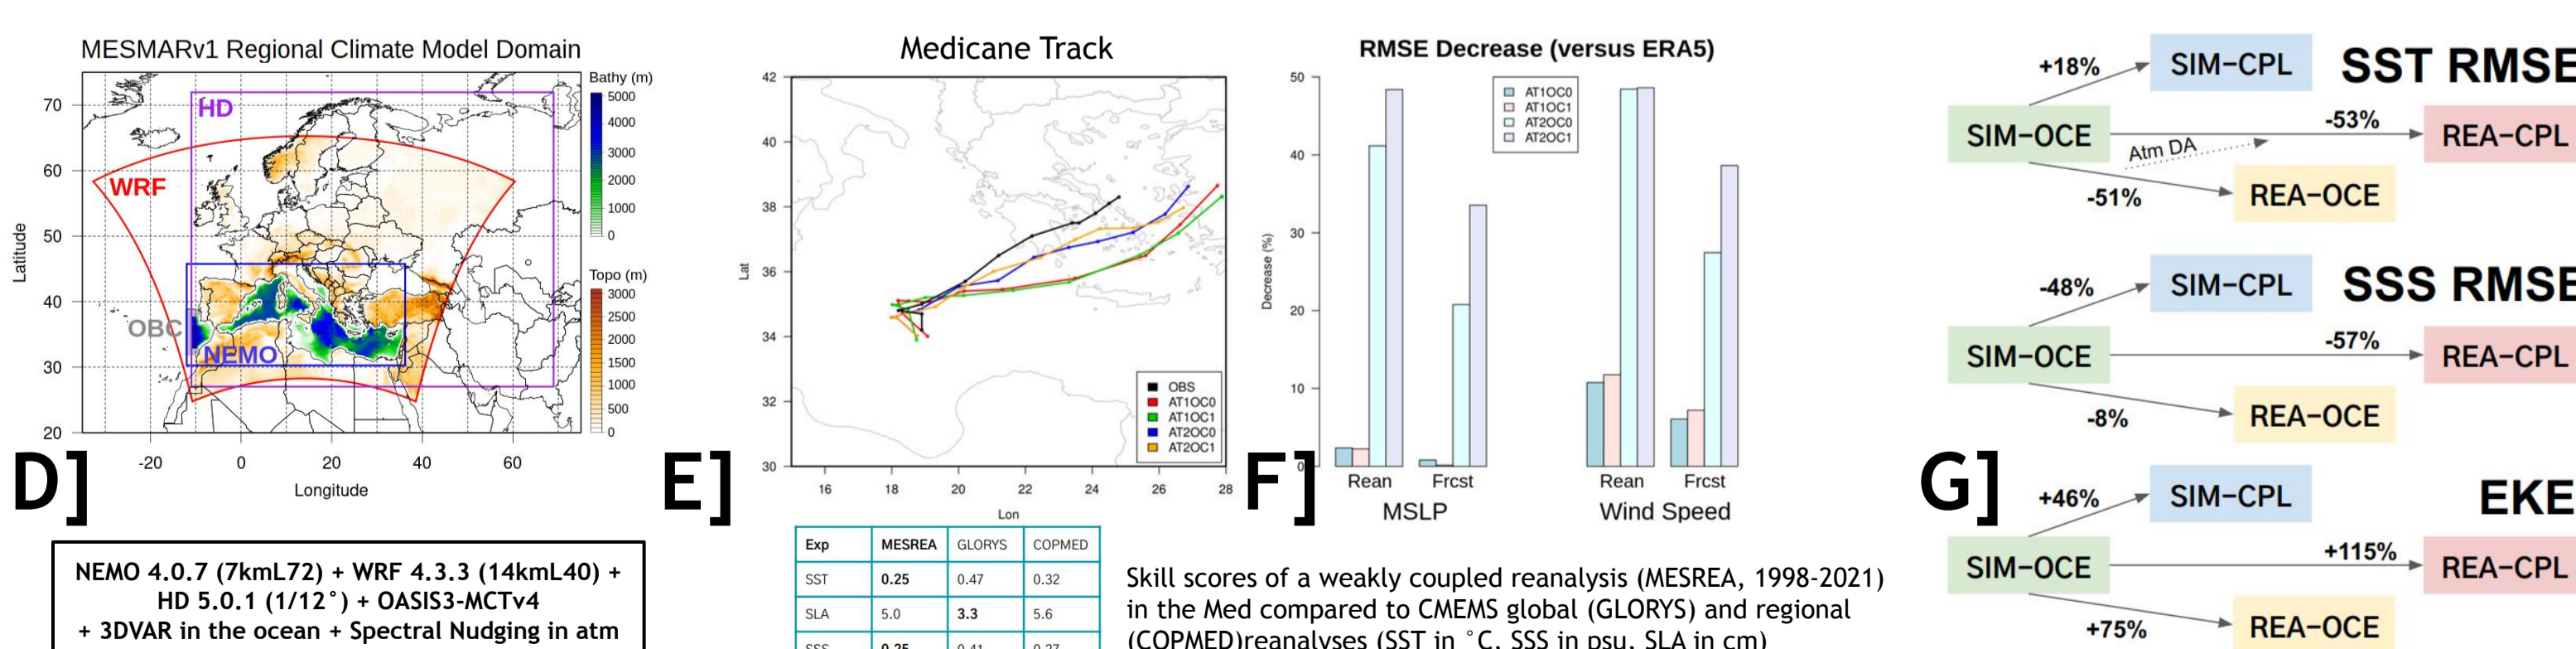 MESMARv1 Regional Climate Model Domain
HD
WRF
OBC
NEMO
Latitude
70
60
50
40
30
20
-20
0
20
40
60
Longitude
Bathy (m)
5000
4000
3000
2000
1000
0
Topo (m)
3000
2500
2000
1500
1000
500
0
D]
NEMO 4.0.7 (7kmL72) + WRF 4.3.3 (14kmL40) +
HD 5.0.1 (1/12°) + OASIS3-MCTv4
+ 3DVAR in the ocean + Spectral Nudging in atm
Medicane Track
Lat
42
40
38
36
34
32
30
16
18
20
22
24
26
28
Lon
OBS
AT1OC0
AT1OC1
AT2OC0
AT2OC1
E]
Exp MESREA GLORYS COPMED
SST 0.25 0.47 0.32
SLA 5.0 3.3 5.6
SSS 0.25 0.41 0.27
RMSE Decrease (versus ERA5)
Decrease (%)
50
40
30
20
10
0
AT1OC0
AT1OC1
AT2OC0
AT2OC1
Rean Frcst Rean Frcst
MSLP Wind Speed
F]
Skill scores of a weakly coupled reanalysis (MESREA, 1998-2021)
in the Med compared to CMEMS global (GLORYS) and regional
(COPMED)reanalyses (SST in °C, SSS in psu, SLA in cm)
SST RMSE
SIM-OCE
+18%
SIM-CPL
-53%
REA-CPL
Atm DA
-51%
REA-OCE
SSS RMSE
SIM-OCE
-48%
SIM-CPL
-57%
REA-CPL
-8%
REA-OCE
G]
EKE
SIM-OCE
+46%
SIM-CPL
+115%
REA-CPL
+75%
REA-OCE